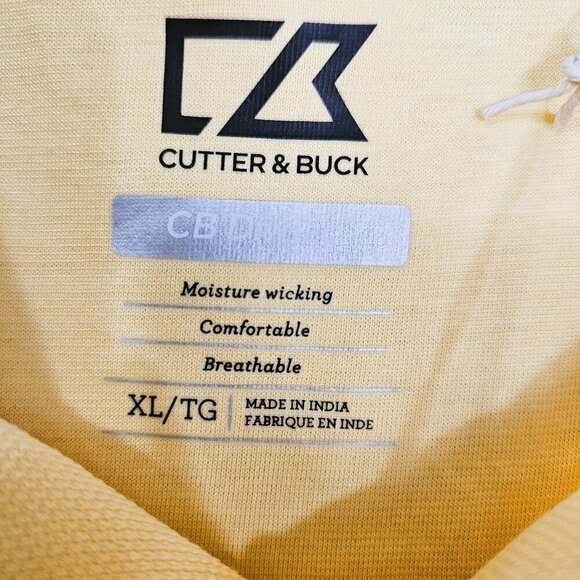 CUTTER & BUCK
CB
Moisture wicking
Comfortable
Breathable
XL/TG
MADE IN INDIA
FABRIQUE EN INDE